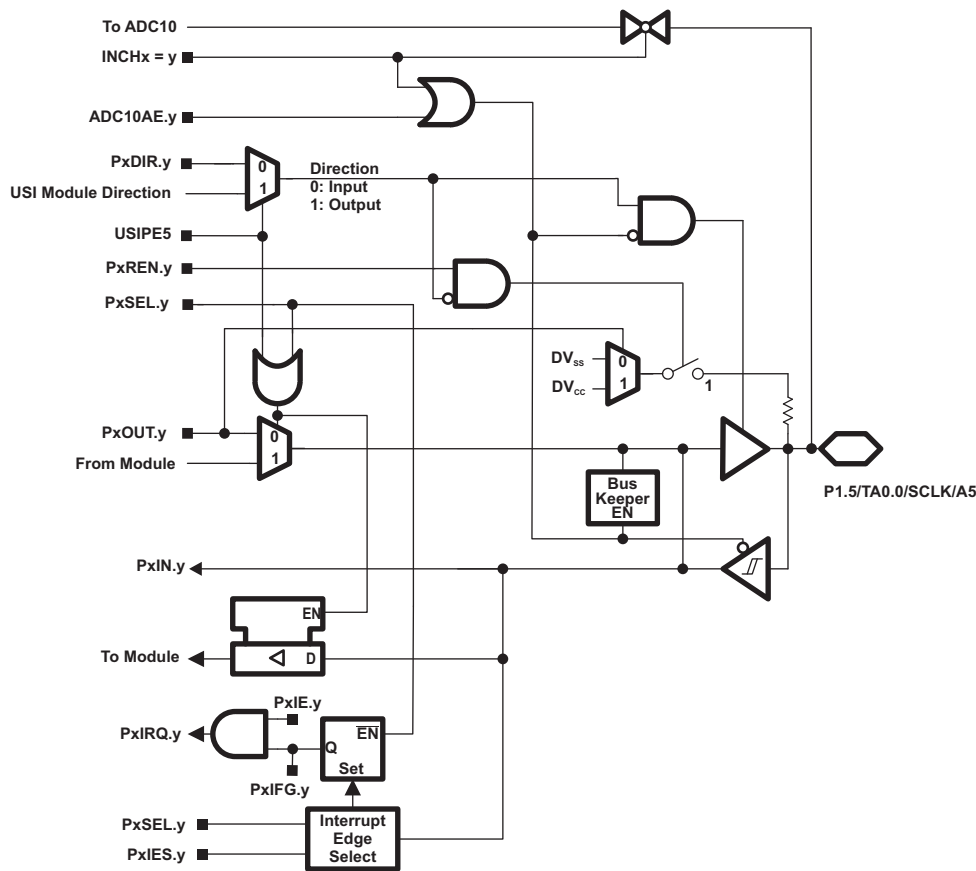 To ADC10
INCHx = y
ADC10AE.y
PxDIR.y
0
1
Direction
0: Input
1: Output
USI Module Direction
USIPE5
PxREN.y
PxSEL.y
DVSS
0
DVCC
1
1
PxOUT.y
0
From Module
1
Bus
Keeper
EN
P1.5/TA0.0/SCLK/A5
PxIN.y
EN
To Module
D
PxIE.y
PxIRQ.y
Q
EN
Set
PxIFG.y
PxSEL.y
PxIES.y
Interrupt
Edge
Select